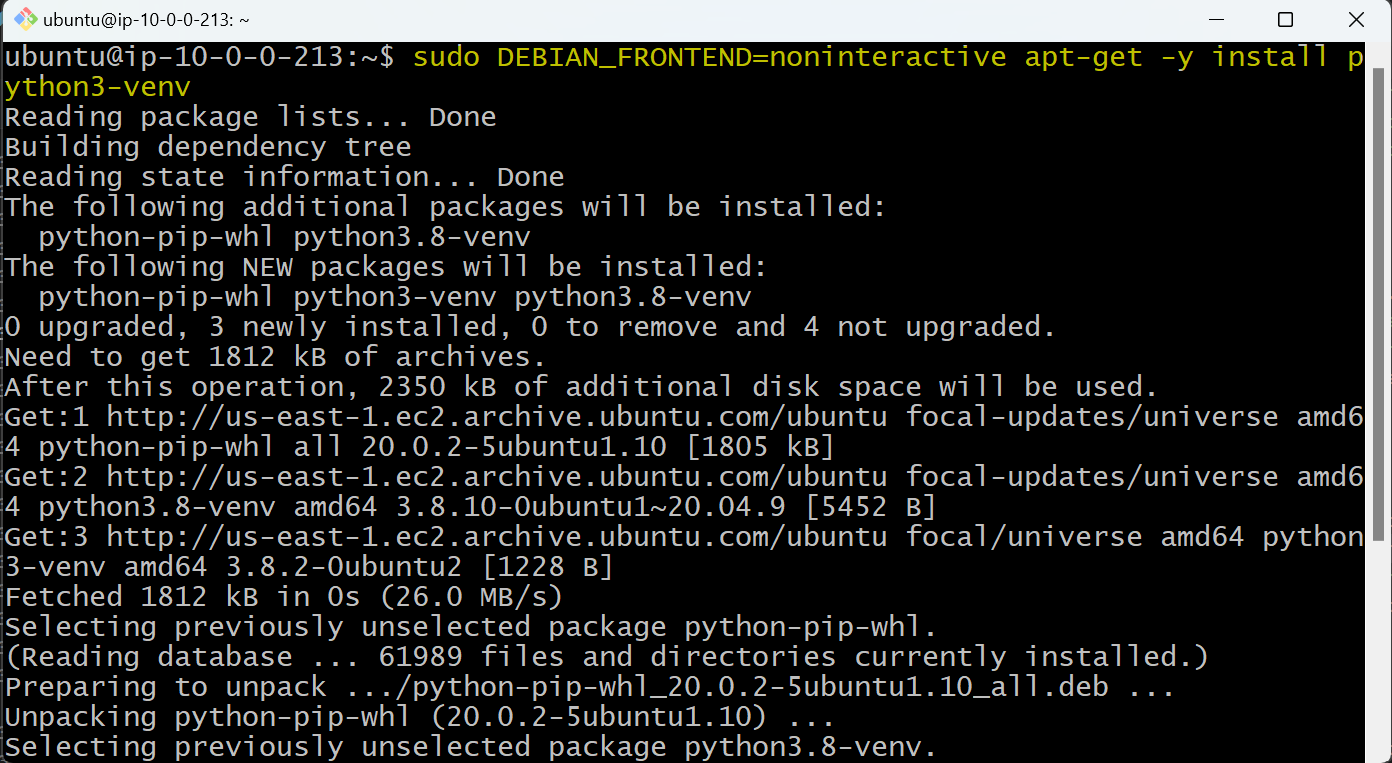 ubuntu@ip-10-0-0-213: ~
ubuntu@ip-10-0-0-213:~$ sudo DEBIAN_FRONTEND=noninteractive apt-get -y install p
ython3-venv
Reading package lists... Done
Building dependency tree
Reading state information... Done
The following additional packages will be installed:
  python-pip-whl python3.8-venv
The following NEW packages will be installed:
  python-pip-whl python3-venv python3.8-venv
0 upgraded, 3 newly installed, 0 to remove and 4 not upgraded.
Need to get 1812 kB of archives.
After this operation, 2350 kB of additional disk space will be used.
Get:1 http://us-east-1.ec2.archive.ubuntu.com/ubuntu focal-updates/universe amd6
4 python-pip-whl all 20.0.2-5ubuntu1.10 [1805 kB]
Get:2 http://us-east-1.ec2.archive.ubuntu.com/ubuntu focal-updates/universe amd6
4 python3.8-venv amd64 3.8.10-0ubuntu1~20.04.9 [5452 B]
Get:3 http://us-east-1.ec2.archive.ubuntu.com/ubuntu focal/universe amd64 python
3-venv amd64 3.8.2-0ubuntu2 [1228 B]
Fetched 1812 kB in 0s (26.0 MB/s)
Selecting previously unselected package python-pip-whl.
(Reading database ... 61989 files and directories currently installed.)
Preparing to unpack .../python-pip-whl_20.0.2-5ubuntu1.10_all.deb ...
Unpacking python-pip-whl (20.0.2-5ubuntu1.10) ...
Selecting previously unselected package python3.8-venv.